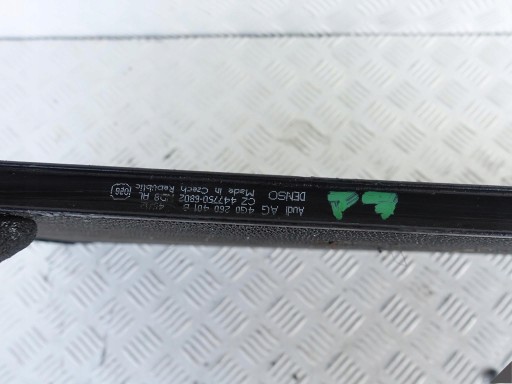 Audi AG
4G0 260 401
CZ 447750-6802
Made in Czech Republic
DENSO